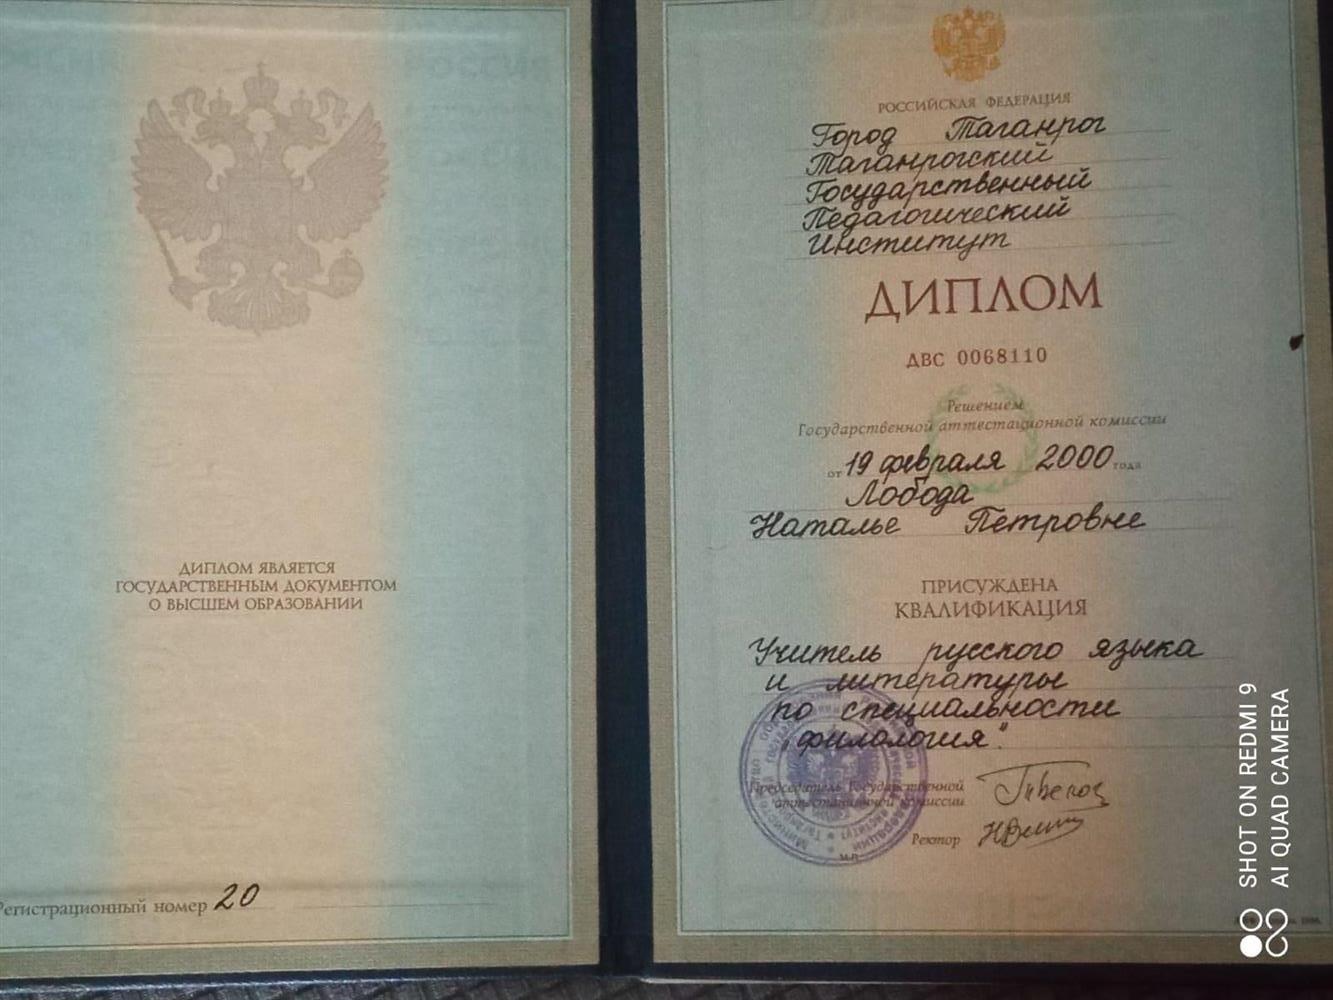 ДИПЛОМ ЯВЛЯЕТСЯ
ГОСУДАРСТВЕННЫМ ДОКУМЕНТОМ
О ВЫСШЕМ ОБРАЗОВАНИИ
Регистрационный номер 20
РОССИЙСКАЯ ФЕДЕРАЦИЯ
Город Таганрог
Таганрогский
Государственный
Педагогический
Институт
ДИПЛОМ
ДВС 0068110
Решением
Государственной аттестационной комиссии
от 19 февраля 2000 года
Лобода
Наталье Петровне
ПРИСУЖДЕНА
КВАЛИФИКАЦИЯ
Учитель русского языка
и литературы
по специальности
"филология".
Председатель Государственной
аттестационной комиссии
Ректор
М.П.
SHOT ON REDMI 9
AI QUAD CAMERA